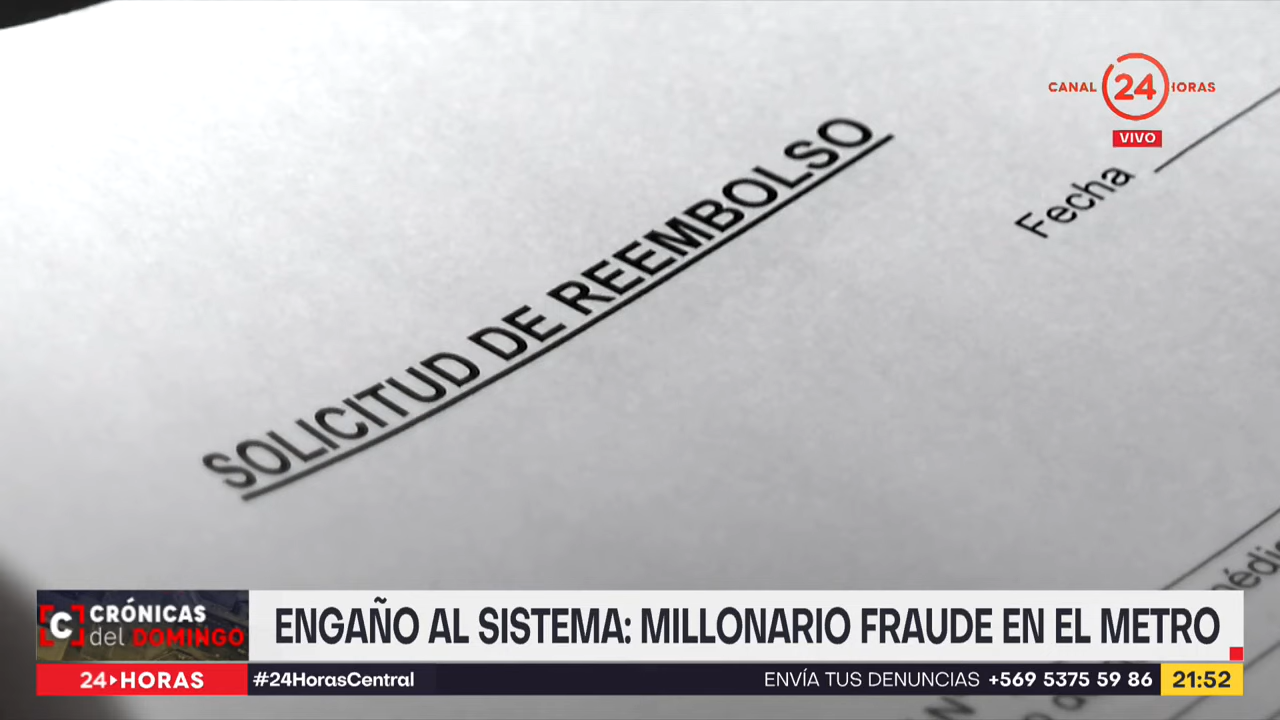 CANAL 24 HORAS
VIVO
Fecha
SOLICITUD DE REEMBOLSO
C CRÓNICAS
del DOMINGO
ENGAÑO AL SISTEMA: MILLONARIO FRAUDE EN EL METRO
24 HORAS
#24HorasCentral
ENVÍA TUS DENUNCIAS +569 5375 59 86
21:52